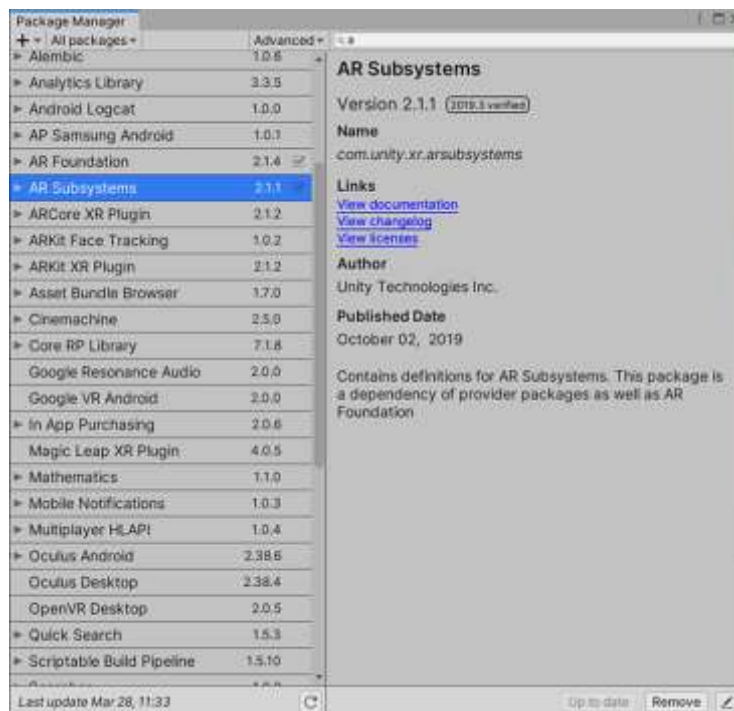 Package Manager
+ All packages Advanced a
Alembic 1.0.6
Analytics Library 3.3.5
Android Logcat 1.0.0
AP Samsung Android 1.0.1
AR Foundation 2.1.4
AR Subsystems 2.1.1
ARCore XR Plugin 2.1.2
ARKit Face Tracking 1.0.2
ARKit XR Plugin 2.1.2
Asset Bundle Browser 1.7.0
Cinemachine 2.5.0
Core RP Library 7.1.8
Google Resonance Audio 2.0.0
Google VR Android 2.0.0
In App Purchasing 2.0.6
Magic Leap XR Plugin 4.0.5
Mathematics 1.1.0
Mobile Notifications 1.0.3
Multiplayer HLAPI 1.0.4
Oculus Android 2.38.6
Oculus Desktop 2.38.4
OpenVR Desktop 2.0.5
Quick Search 1.5.3
Scriptable Build Pipeline 1.5.10
Last update Mar 28, 11:33
AR Subsystems
Version 2.1.1 2019.3 verified
Name
com.unity.xr.arsubsystems
Links
View documentation
View changelog
View licenses
Author
Unity Technologies Inc.
Published Date
October 02, 2019
Contains definitions for AR Subsystems. This package is
a dependency of provider packages as well as AR
Foundation
Up to date Remove